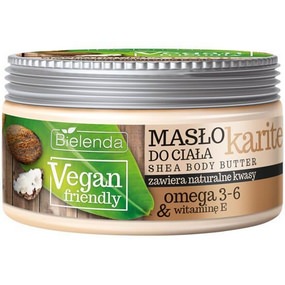 Bielenda
Vegan
friendly
MASŁO
DO CIAŁA
karite
SHEA BODY BUTTER
zawiera naturalne kwasy
omega 3-6
& witaminę E